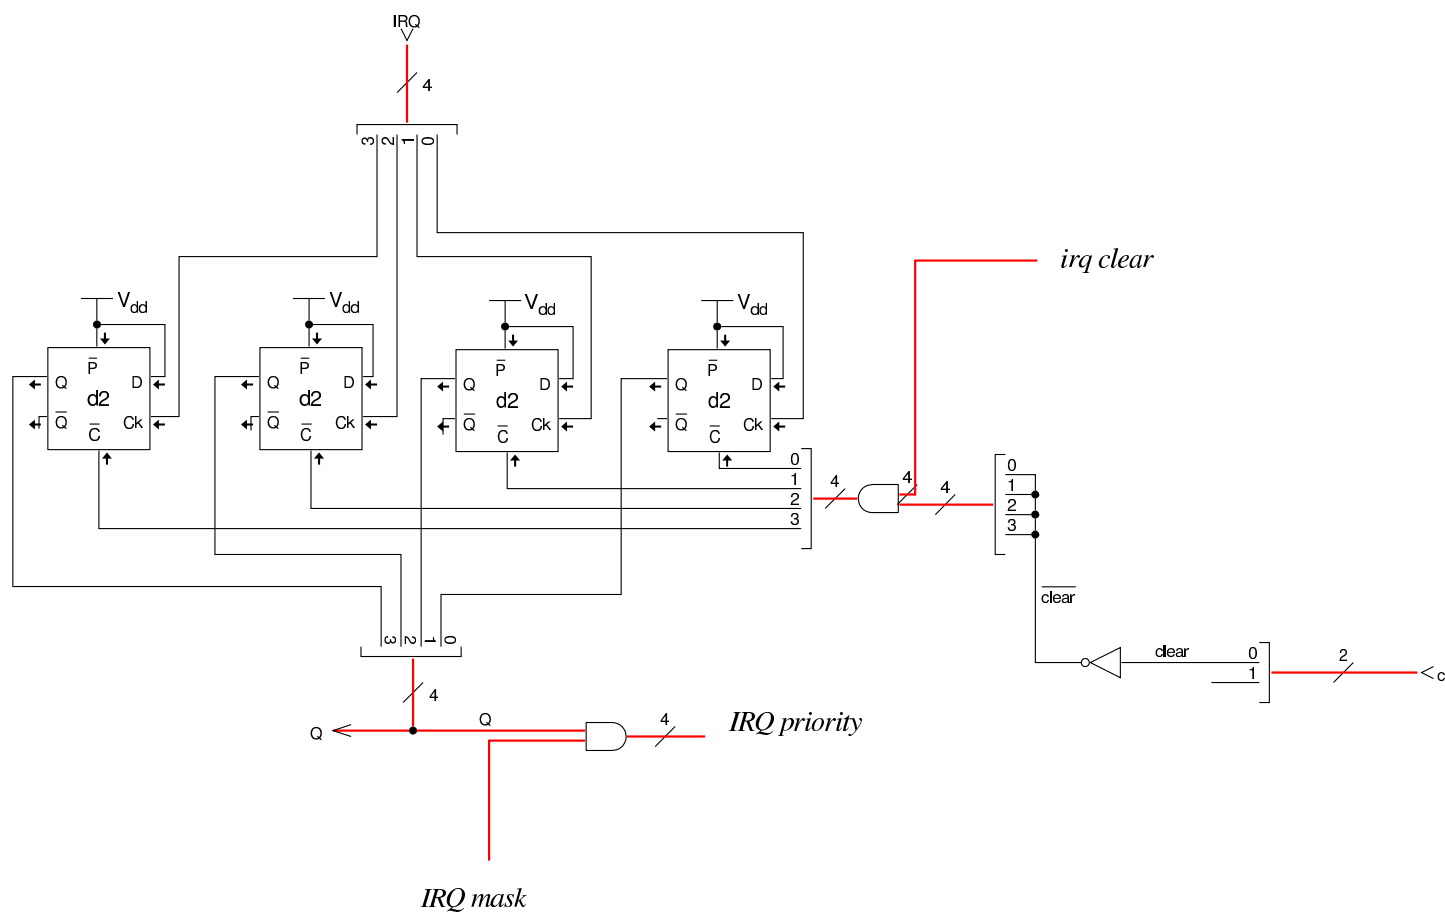 IRQ
4
3 2 1 0
irq clear
Vdd Vdd Vdd Vdd
P̅ P̅ P̅ P̅
Q D Q D Q D Q D
d2 d2 d2 d2
Q̅ Ck Q̅ Ck Q̅ Ck Q̅ Ck
C̅ C̅ C̅ C̅
0
1
2
3
4
4
4
0
1
2
3
c̅l̅e̅a̅r̅
3 2 1 0
clear
0
1
2
c
4
Q
Q
4
IRQ priority
IRQ mask